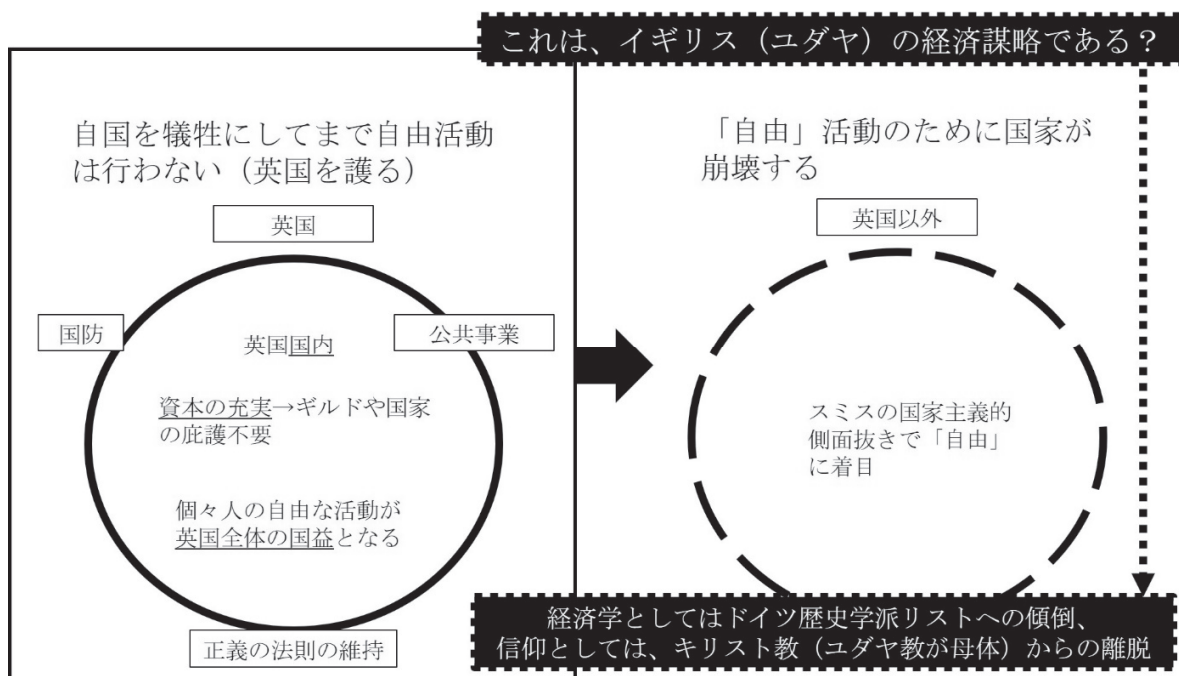 これは、イギリス（ユダヤ）の経済謀略である？
自国を犠牲にしてまで自由活動
は行わない（英国を護る）
英国
国防
公共事業
英国国内
資本の充実→ギルドや国家
の庇護不要
個々人の自由な活動が
英国全体の国益となる
正義の法則の維持
「自由」活動のために国家が
崩壊する
英国以外
スミスの国家主義的
側面抜きで「自由」
に着目
経済学としてはドイツ歴史学派リストへの傾倒、
信仰としては、キリスト教（ユダヤ教が母体）からの離脱